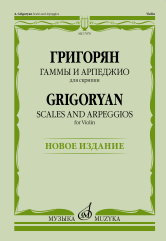 A. Grigoryan Scales and Arpeggios
Violin
ГРИГОРЯН
ГАММЫ И АРПЕДЖИО
для скрипки
GRIGORYAN
SCALES AND ARPEGGIOS
for Violin
НОВОЕ ИЗДАНИЕ
МУЗЫКА MUZYKA